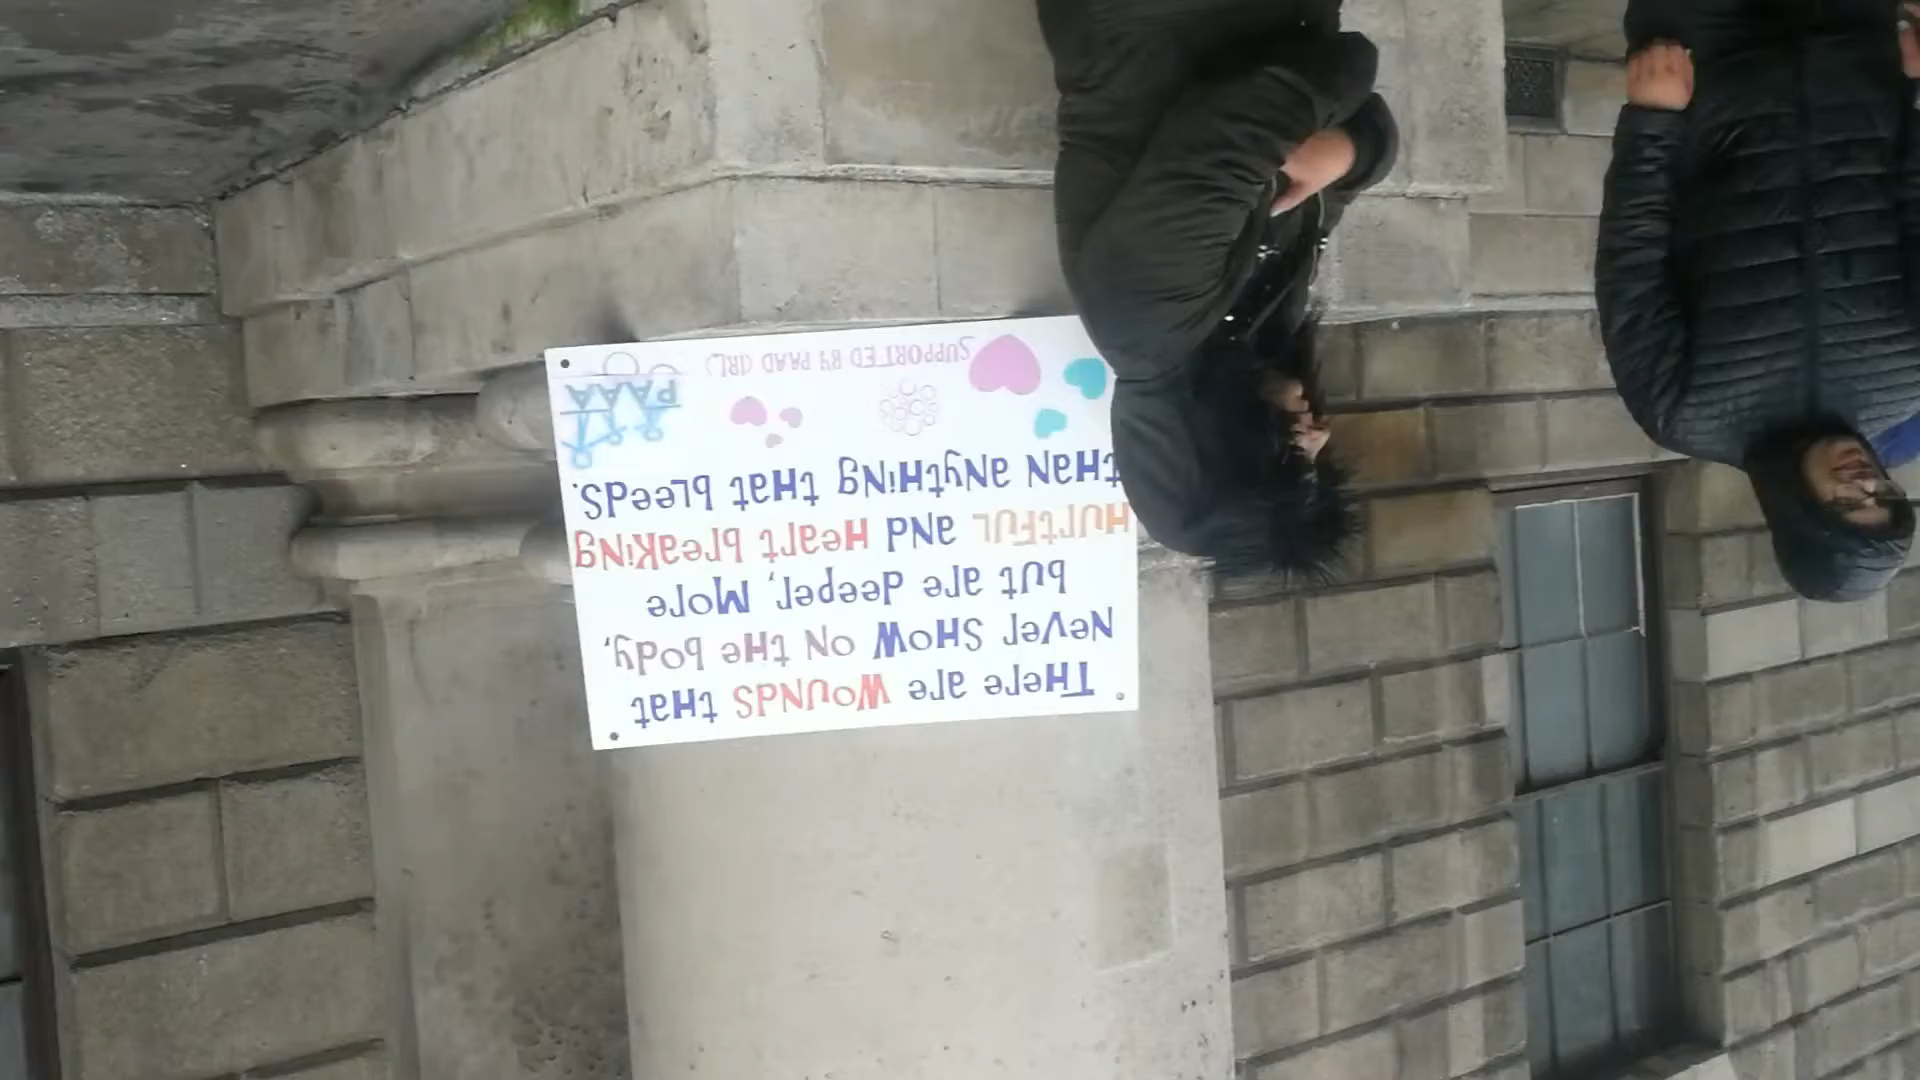 There are Wounds that
Never SHOW ON tHe body,
but are deeper, More
Hurtful and Heart breaking
than anything that bleeds.
PAAA
SUPPORTED BY PAAD GRL